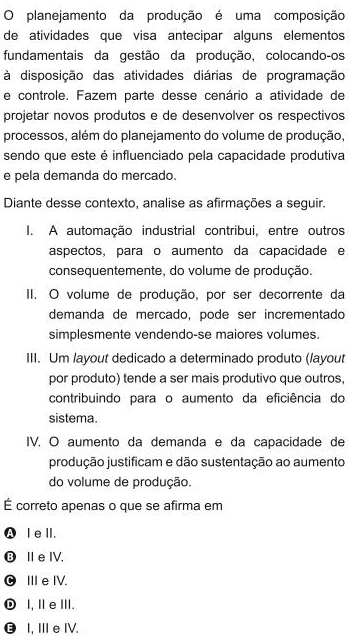 O planejamento da produção é uma composição
de atividades que visa antecipar alguns elementos
fundamentais da gestão da produção, colocando-os
à disposição das atividades diárias de programação
e controle. Fazem parte desse cenário a atividade de
projetar novos produtos e de desenvolver os respectivos
processos, além do planejamento do volume de produção,
sendo que este é influenciado pela capacidade produtiva
e pela demanda do mercado.
Diante desse contexto, analise as afirmações a seguir.
I. A automação industrial contribui, entre outros
aspectos, para o aumento da capacidade e
consequentemente, do volume de produção.
II. O volume de produção, por ser decorrente da
demanda de mercado, pode ser incrementado
simplesmente vendendo-se maiores volumes.
III. Um layout dedicado a determinado produto (layout
por produto) tende a ser mais produtivo que outros,
contribuindo para o aumento da eficiência do
sistema.
IV. O aumento da demanda e da capacidade de
produção justificam e dão sustentação ao aumento
do volume de produção.
É correto apenas o que se afirma em
A I e II.
B II e IV.
C III e IV.
D I, II e III.
E I, III e IV.